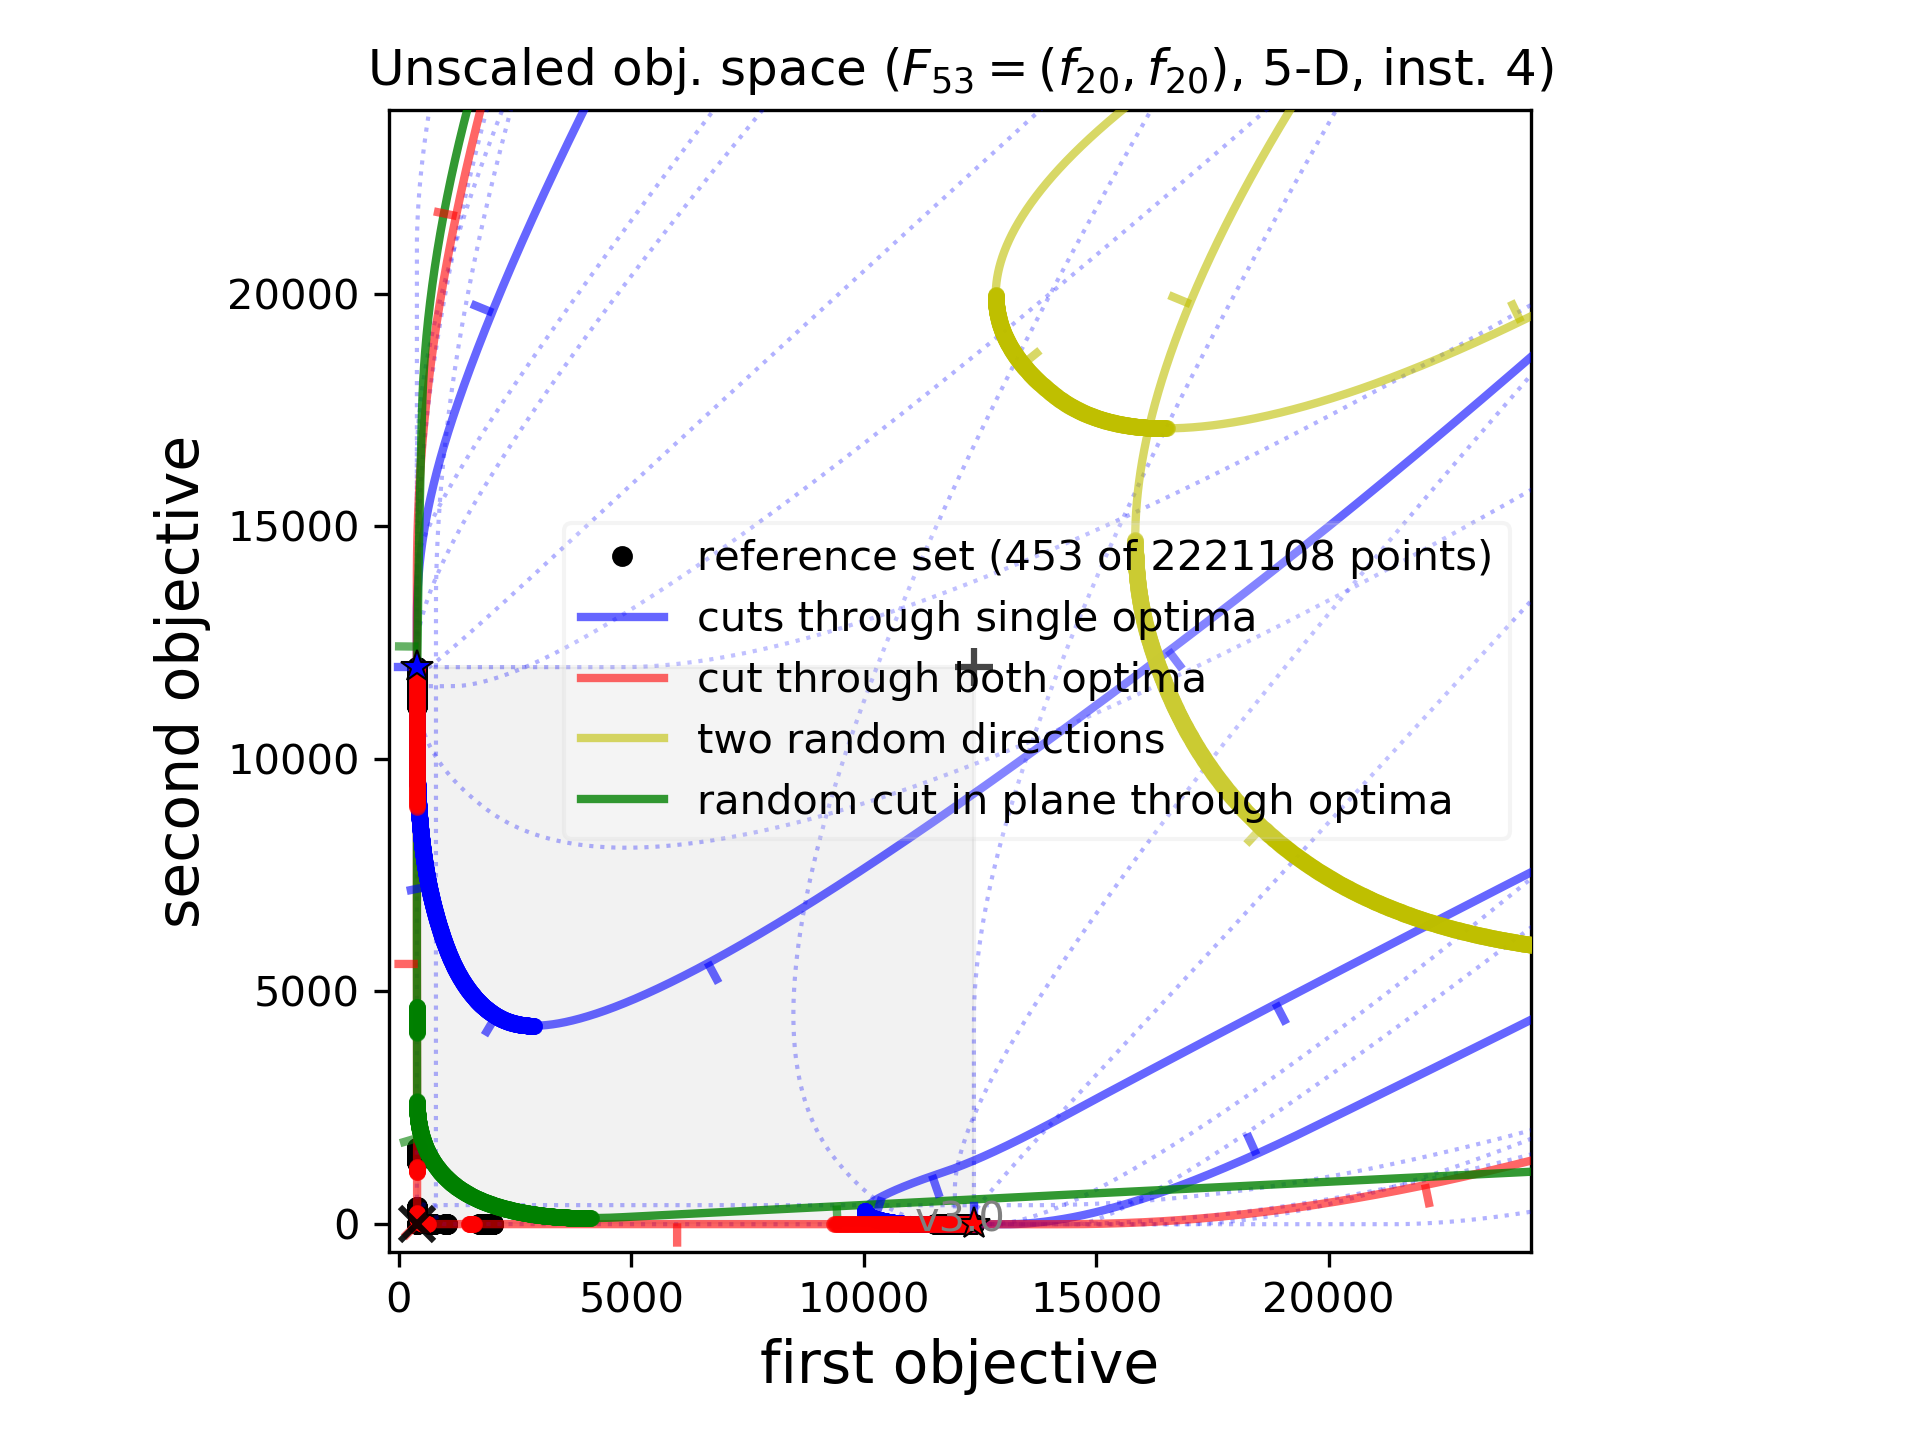 Unscaled obj. space (F53 = (f20, f20), 5-D, inst. 4)
second objective
20000
15000
10000
5000
0
reference set (453 of 2221108 points)
cuts through single optima
cut through both optima
two random directions
random cut in plane through optima
v3.0
0 5000 10000 15000 20000
first objective